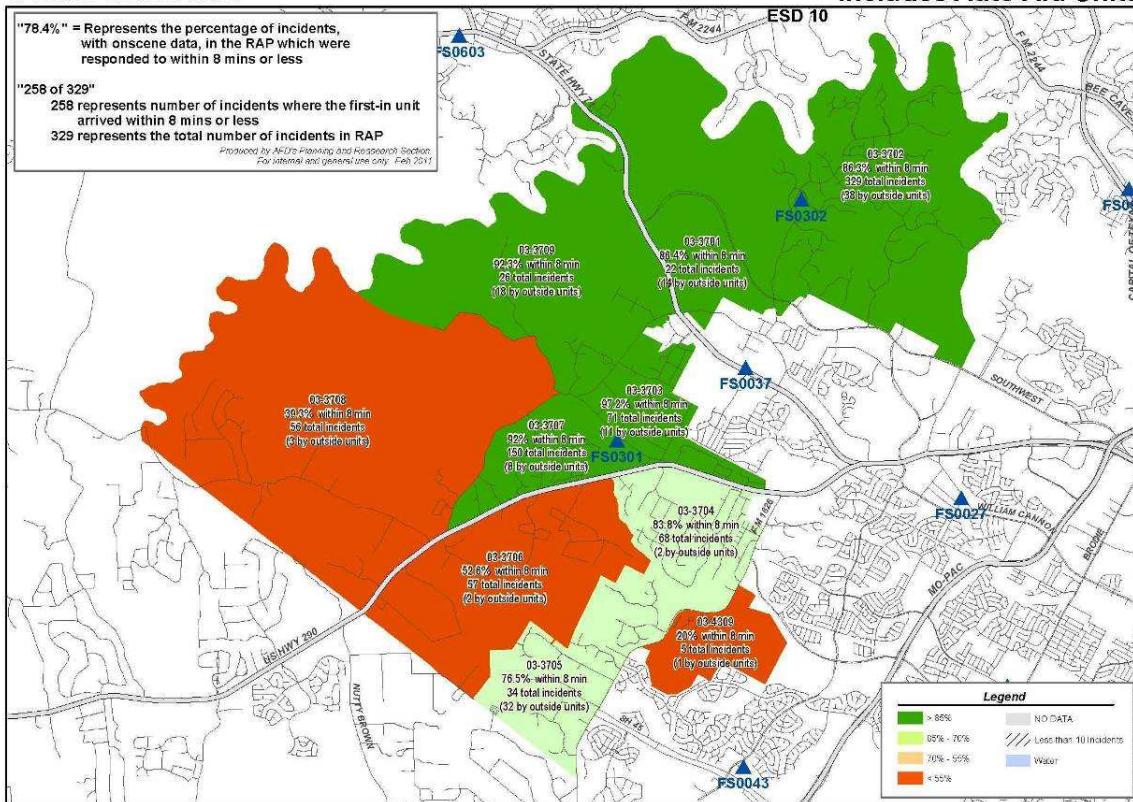 ESD 10
"78.4%" = Represents the percentage of incidents,
with onscene data, in the RAP which were
responded to within 8 mins or less
"258 of 329"
258 represents number of incidents where the first-in unit
arrived within 8 mins or less
329 represents the total number of incidents in RAP
Produced by AFD's Planning and Research Section.
For internal and general use only. Feb 2011
FS0603
STATE HWY
F M 2244
F M 2244
BEE CAVE
03-3702
86.3% within 8 min
329 total incidents
(38 by outside units)
FS0302
03-3709
92.3% within 8 min
26 total incidents
(18 by outside units)
03-3701
86.4% within 8 min
22 total incidents
(14 by outside units)
FS0037
SOUTHWEST
03-3708
39.3% within 8 min
56 total incidents
(3 by outside units)
03-3703
97.2% within 8 min
71 total incidents
(11 by outside units)
03-3707
92% within 8 min
150 total incidents
(8 by outside units)
FS0301
FS0027
WILLIAM CANNON
BRODIE
MO-PAC
03-3704
83.8% within 8 min
68 total incidents
(2 by outside units)
F M 1826
03-3706
52.6% within 8 min
57 total incidents
(2 by outside units)
03-4309
20% within 8 min
5 total incidents
(1 by outside units)
03-3705
76.5% within 8 min
34 total incidents
(32 by outside units)
US HWY 290
NUTTY BROWN
SH 45
FS0043
Legend
> 85%
85% - 70%
70% - 55%
< 55%
NO DATA
Less than 10 Incidents
Water